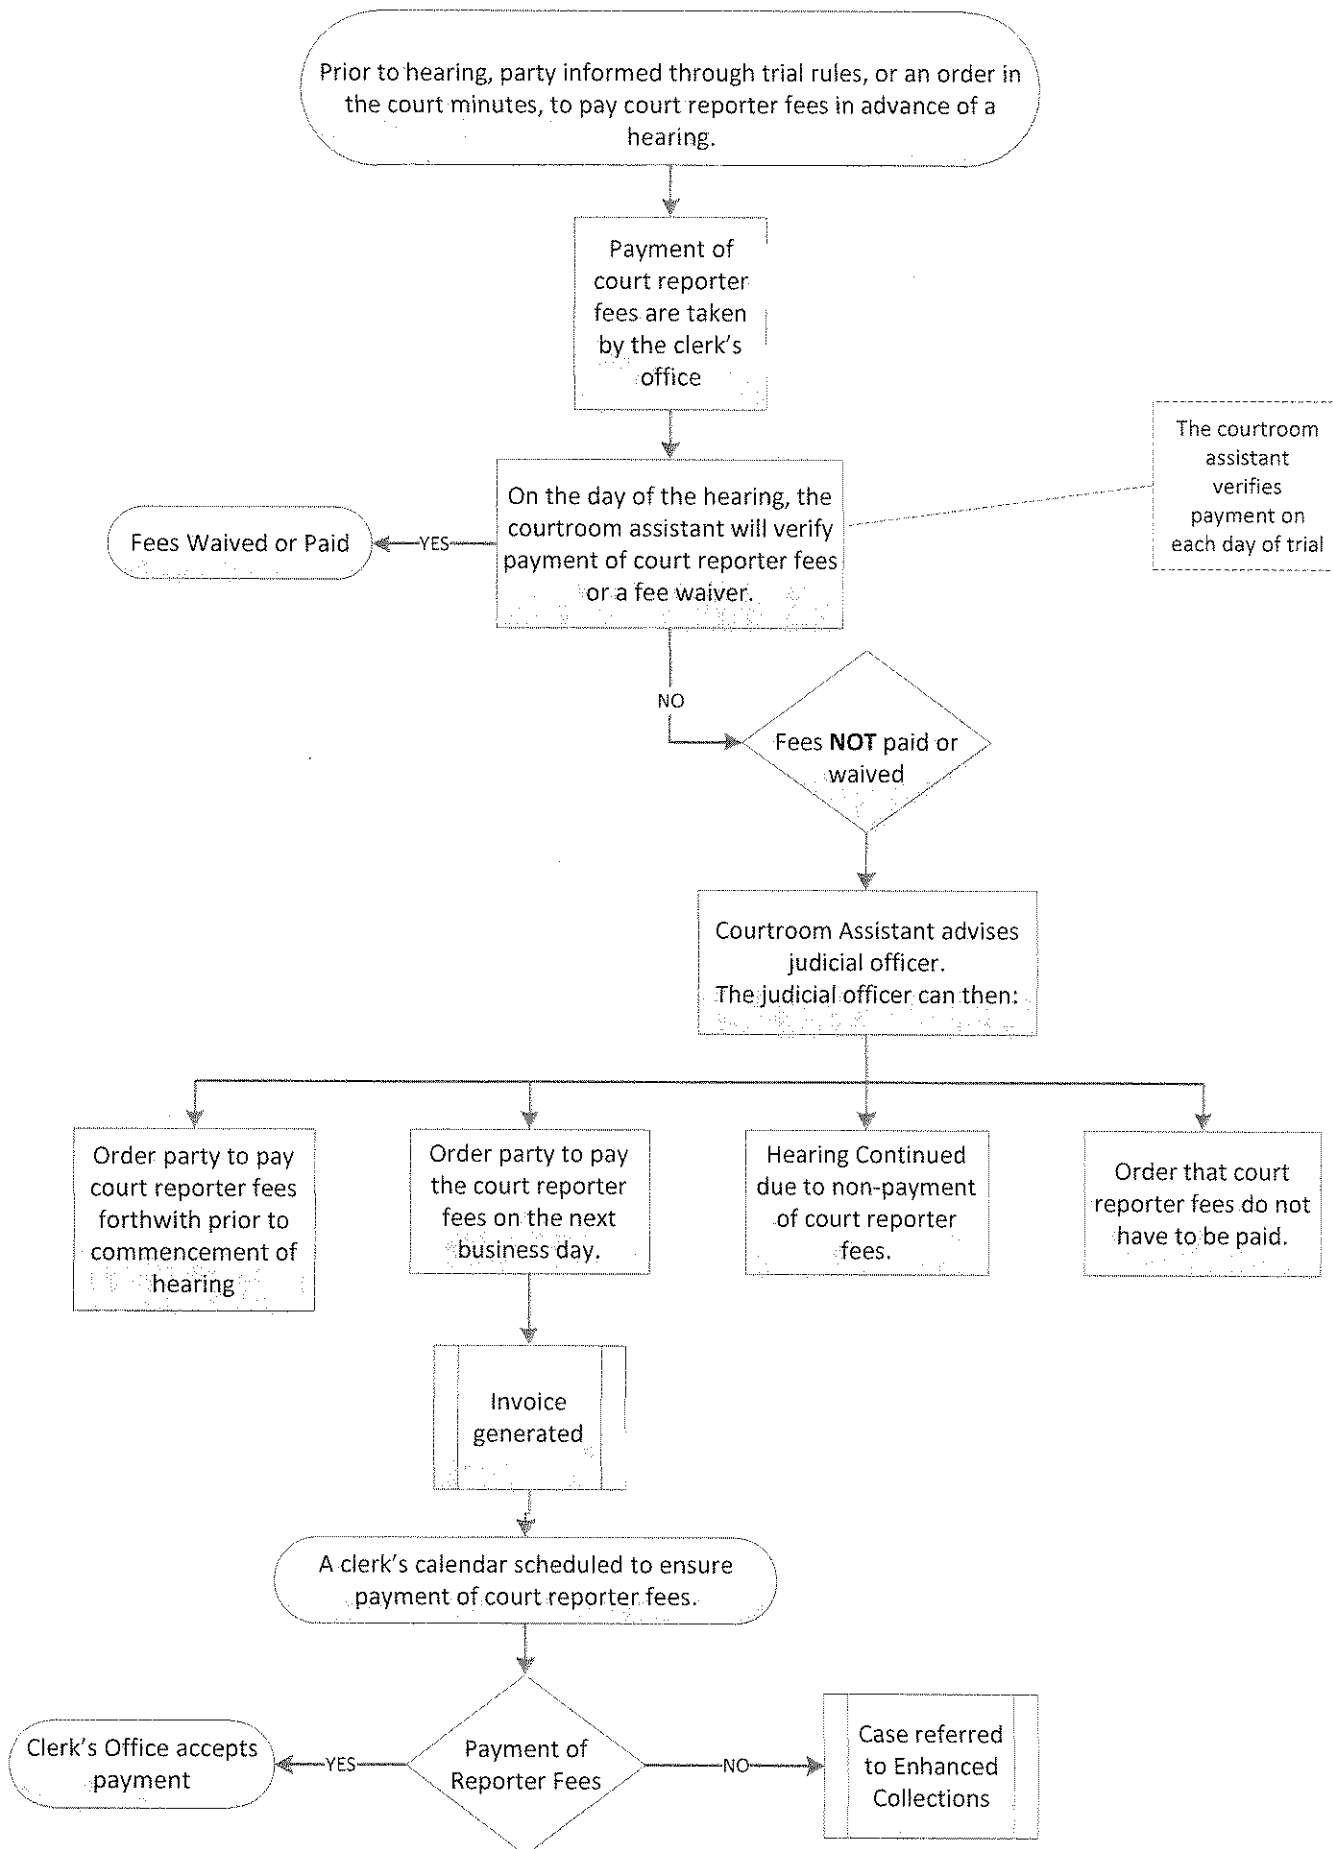 Prior to hearing, party informed through trial rules, or an order in
the court minutes, to pay court reporter fees in advance of a
hearing.
Payment of
court reporter
fees are taken
by the clerk's
office
The courtroom
assistant
verifies
payment on
each day of trial
On the day of the hearing, the
courtroom assistant will verify
payment of court reporter fees
or a fee waiver.
YES
Fees Waived or Paid
NO
Fees NOT paid or
waived
Courtroom Assistant advises
judicial officer.
The judicial officer can then:
Order party to pay
court reporter fees
forthwith prior to
commencement of
hearing
Order party to pay
the court reporter
fees on the next
business day.
Hearing Continued
due to non-payment
of court reporter
fees.
Order that court
reporter fees do not
have to be paid.
Invoice
generated
A clerk's calendar scheduled to ensure
payment of court reporter fees.
Clerk's Office accepts
payment
YES
Payment of
Reporter Fees
NO
Case referred
to Enhanced
Collections